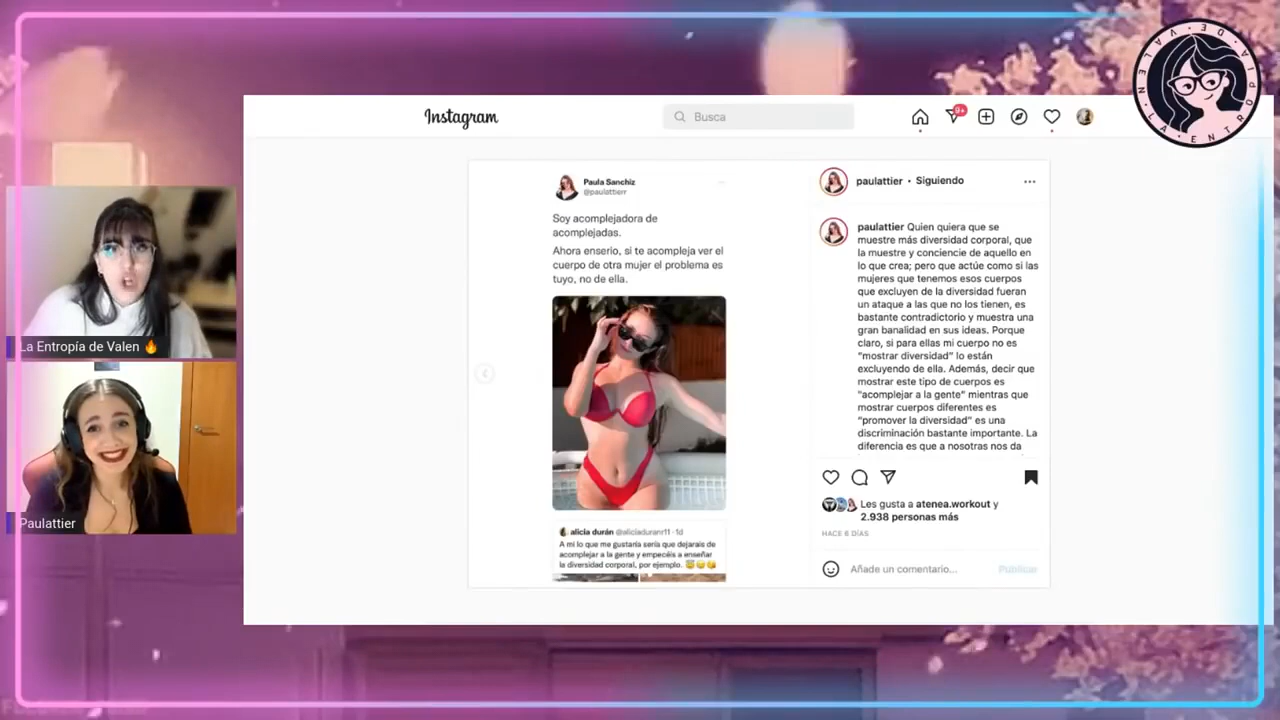 DE VALEN · LA ENTROPIA
Instagram
Busca
9+
Paula Sanchiz
@paulattierr
Soy acomplejadora de
acomplejadas.
Ahora enserio, si te acompleja ver el
cuerpo de otra mujer el problema es
tuyo, no de ella.
alicia durán @aliciaduranr11 · 1d
A mi lo que me gustaría sería que dejarais de
acomplejar a la gente y empecéis a enseñar
la diversidad corporal, por ejemplo. 😇😊😘
paulattier • Siguiendo
paulattier Quien quiera que se
muestre más diversidad corporal, que
la muestre y conciencie de aquello en
lo que crea; pero que actúe como si las
mujeres que tenemos esos cuerpos
que excluyen de la diversidad fueran
un ataque a las que no los tienen, es
bastante contradictorio y muestra una
gran banalidad en sus ideas. Porque
claro, si para ellas mi cuerpo no es
"mostrar diversidad" lo están
excluyendo de ella. Además, decir que
mostrar este tipo de cuerpos es
"acomplejar a la gente" mientras que
mostrar cuerpos diferentes es
"promover la diversidad" es una
discriminación bastante importante. La
diferencia es que a nosotras nos da
Les gusta a atenea.workout y
2.938 personas más
HACE 6 DÍAS
Añade un comentario...
Publicar
La Entropía de Valen 🔥
Paulattier